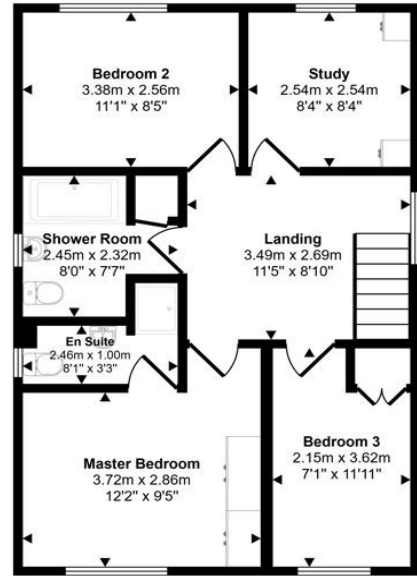 Bedroom 2
3.38m x 2.56m
11'1" x 8'5"
Study
2.54m x 2.54m
8'4" x 8'4"
Shower Room
2.45m x 2.32m
8'0" x 7'7"
Landing
3.49m x 2.69m
11'5" x 8'10"
En Suite
2.46m x 1.00m
8'1" x 3'3"
Master Bedroom
3.72m x 2.86m
12'2" x 9'5"
Bedroom 3
2.15m x 3.62m
7'1" x 11'11"